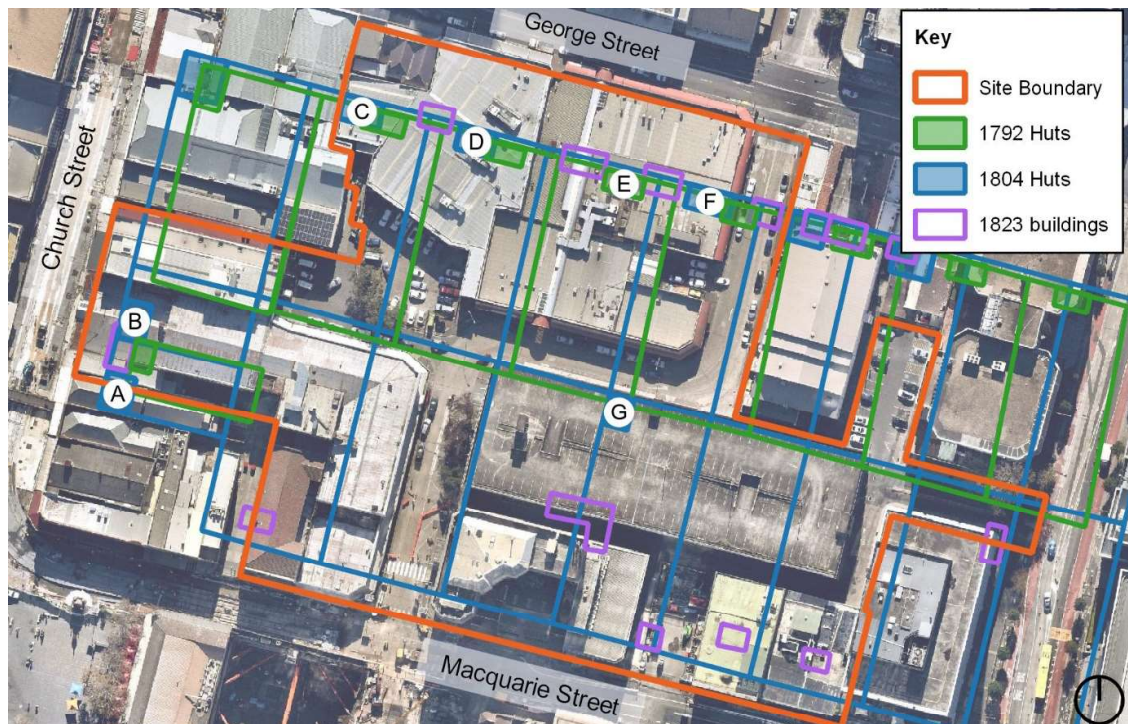 George Street
Key
Site Boundary
1792 Huts
1804 Huts
1823 buildings
Church Street
C
D
E
F
B
A
G
Macquarie Street